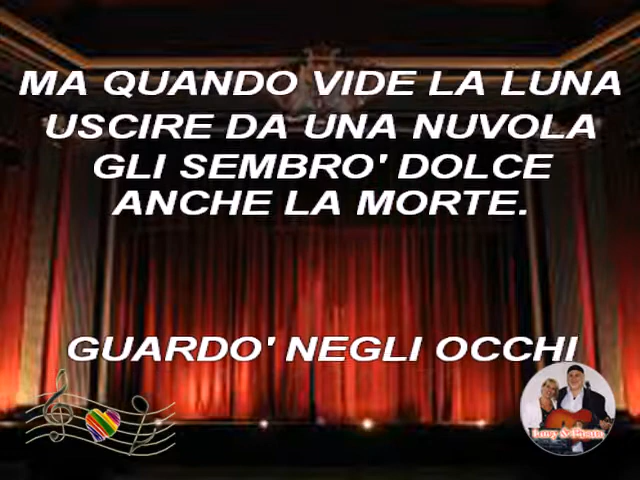 MA QUANDO VIDE LA LUNA
USCIRE DA UNA NUVOLA
GLI SEMBRO' DOLCE
ANCHE LA MORTE.
GUARDO' NEGLI OCCHI